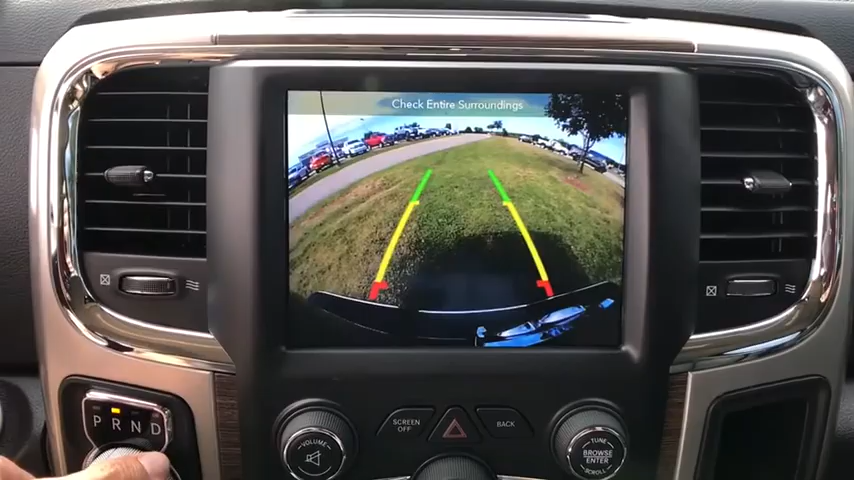 Check Entire Surroundings
P R N D
VOLUME
SCREEN
OFF
BACK
TUNE
BROWSE
ENTER
SCROLL